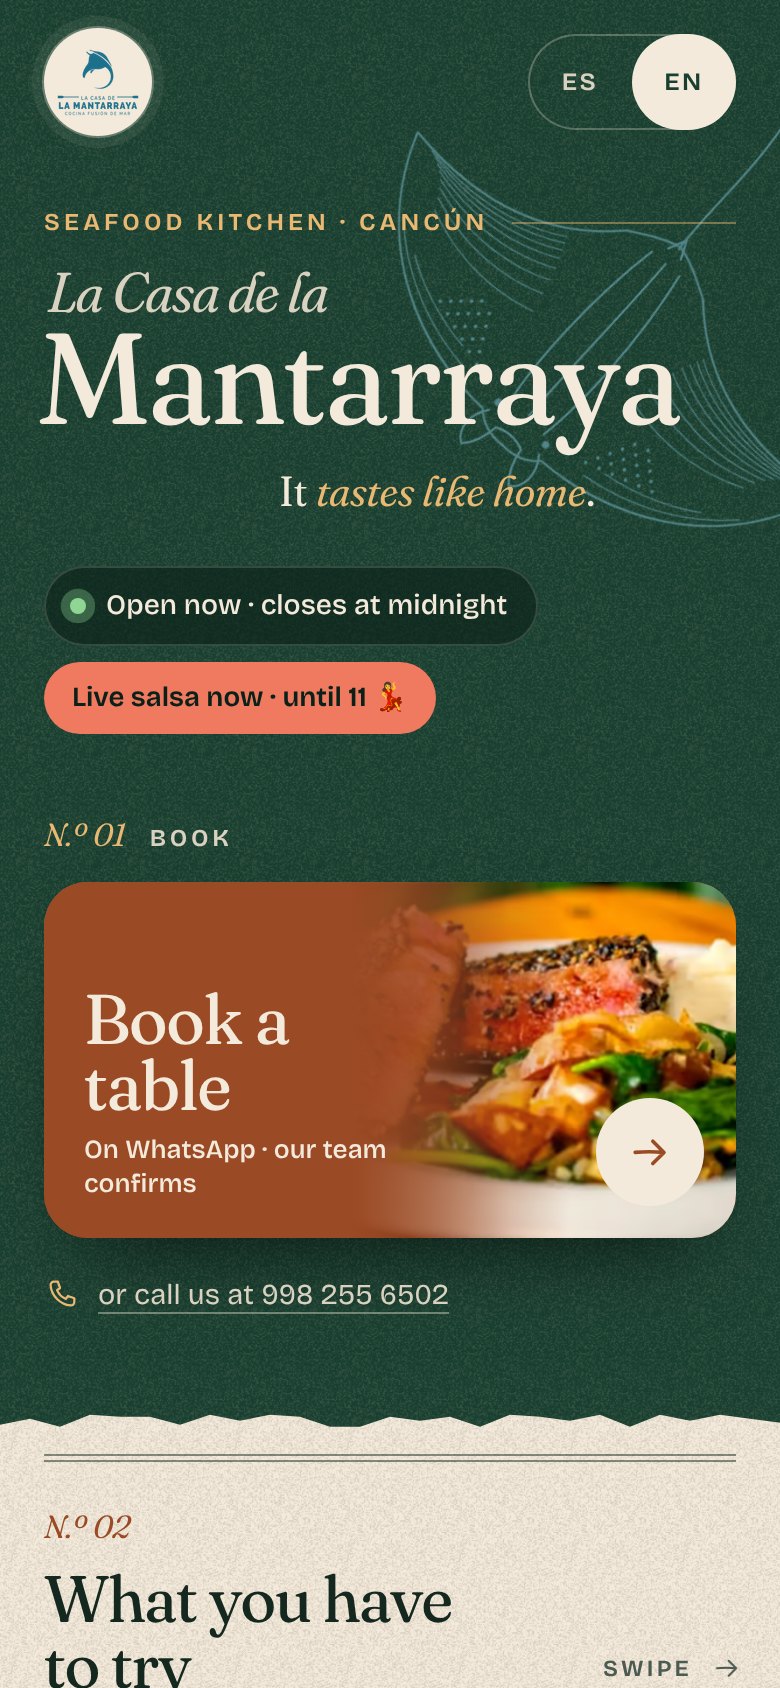 LA CASA DE
LA MANTARRAYA
COCINA FUSIÓN DE MAR
ES
EN
SEAFOOD KITCHEN · CANCÚN
La Casa de la
Mantarraya
It tastes like home.
Open now · closes at midnight
Live salsa now · until 11 💃
N.º 01 BOOK
Book a
table
On WhatsApp · our team
confirms
or call us at 998 255 6502
N.º 02
What you have
to try
SWIPE →